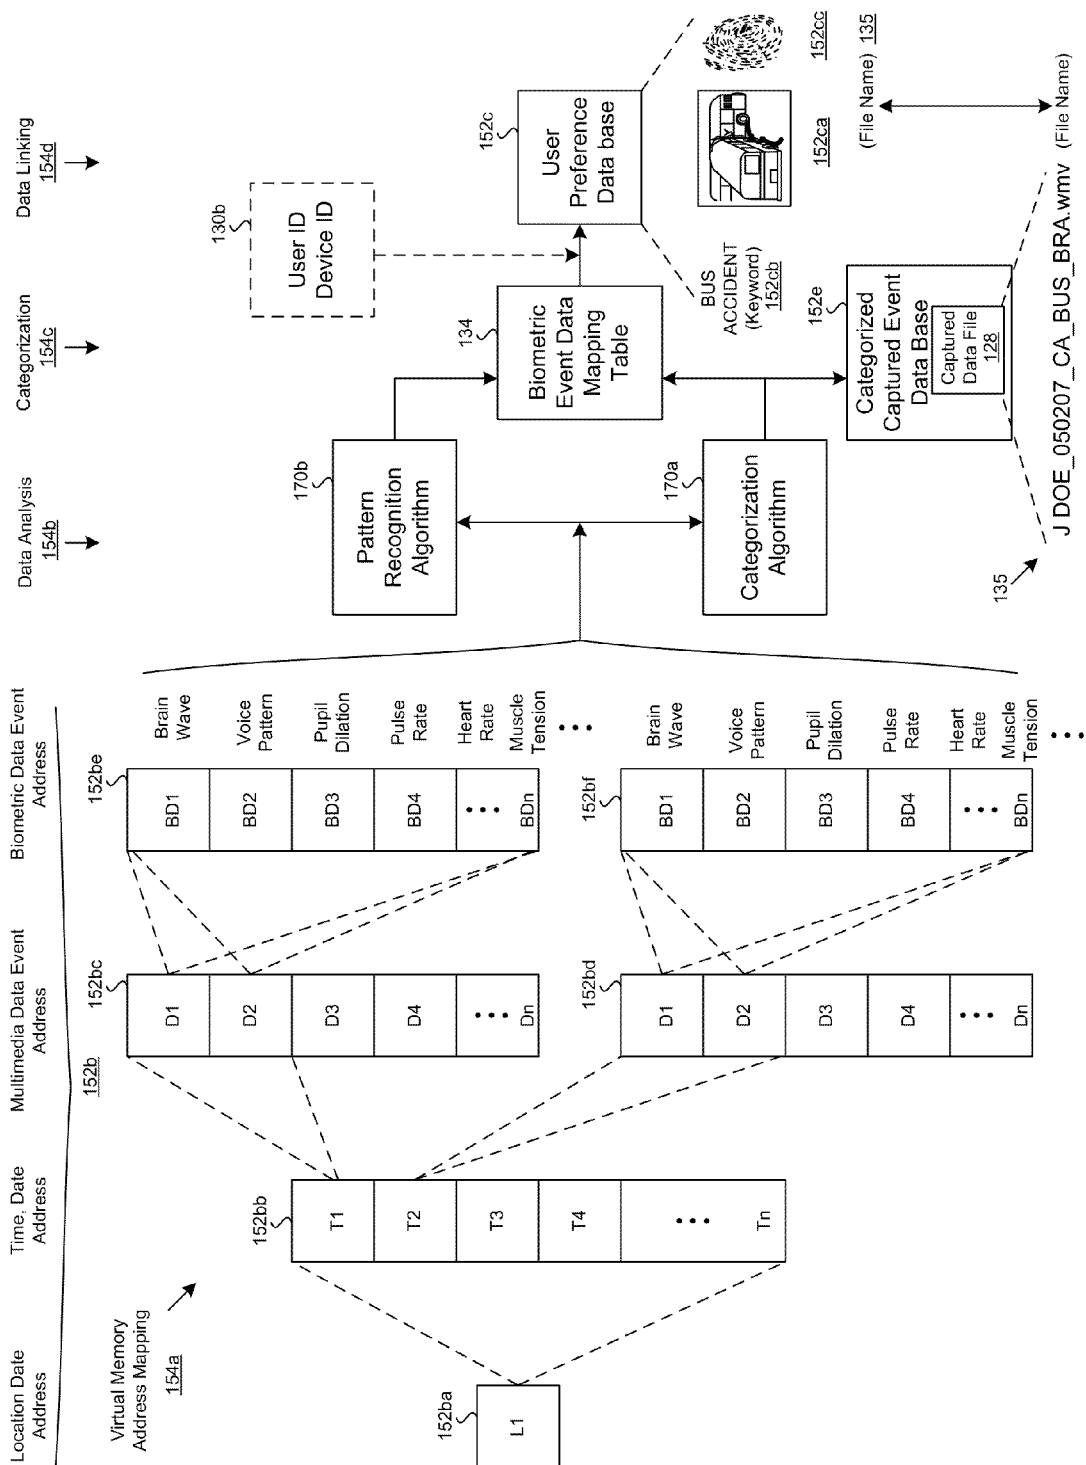 Location Date
Address
Time, Date
Address
Multimedia Data Event
Address
Biometric Data Event
Address
Data Analysis
154b
Categorization
154c
Data Linking
154d
152b
Virtual Memory
Address Mapping
154a
152ba
L1
152bb
T1
T2
T3
T4
Tn
152bc
D1
D2
D3
D4
Dn
152bd
D1
D2
D3
D4
Dn
152be
BD1
BD2
BD3
BD4
BDn
Brain
Wave
Voice
Pattern
Pupil
Dilation
Pulse
Rate
Heart
Rate
Muscle
Tension
152bf
BD1
BD2
BD3
BD4
BDn
Brain
Wave
Voice
Pattern
Pupil
Dilation
Pulse
Rate
Heart
Rate
Muscle
Tension
170b
Pattern
Recognition
Algorithm
170a
Categorization
Algorithm
134
Biometric
Event Data
Mapping
Table
130b
User ID
Device ID
152c
User
Preference
Data base
BUS
ACCIDENT
(Keyword)
152cb
152ca
152cc
152e
Categorized
Captured Event
Data Base
Captured
Data File
128
(File Name) 135
135
J DOE_050207_CA_BUS_BRA.wmv (File Name)